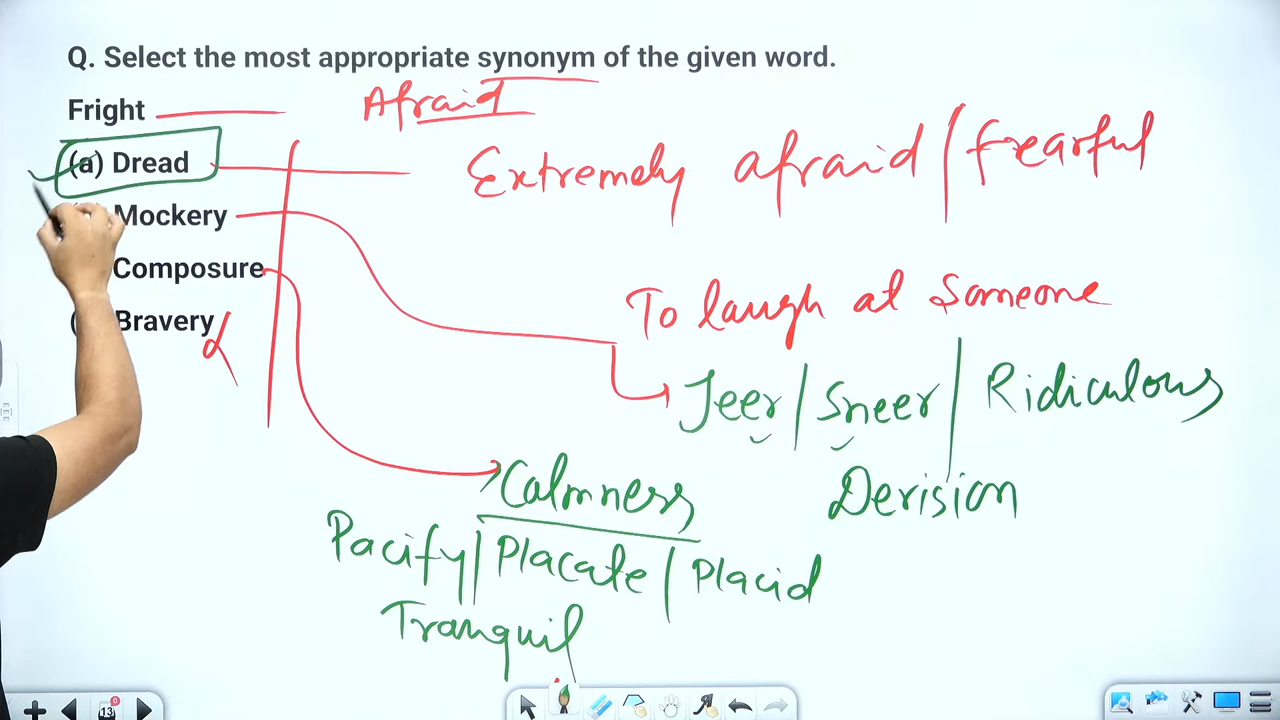 Q. Select the most appropriate synonym of the given word.
Fright Afraid
(a) Dread Extremely afraid / fearful
Mockery
Composure To laugh at Someone
Bravery
Jeer / Sneer / Ridiculous
Calmness Derision
Pacify / Placate / Placid
Tranquil
13